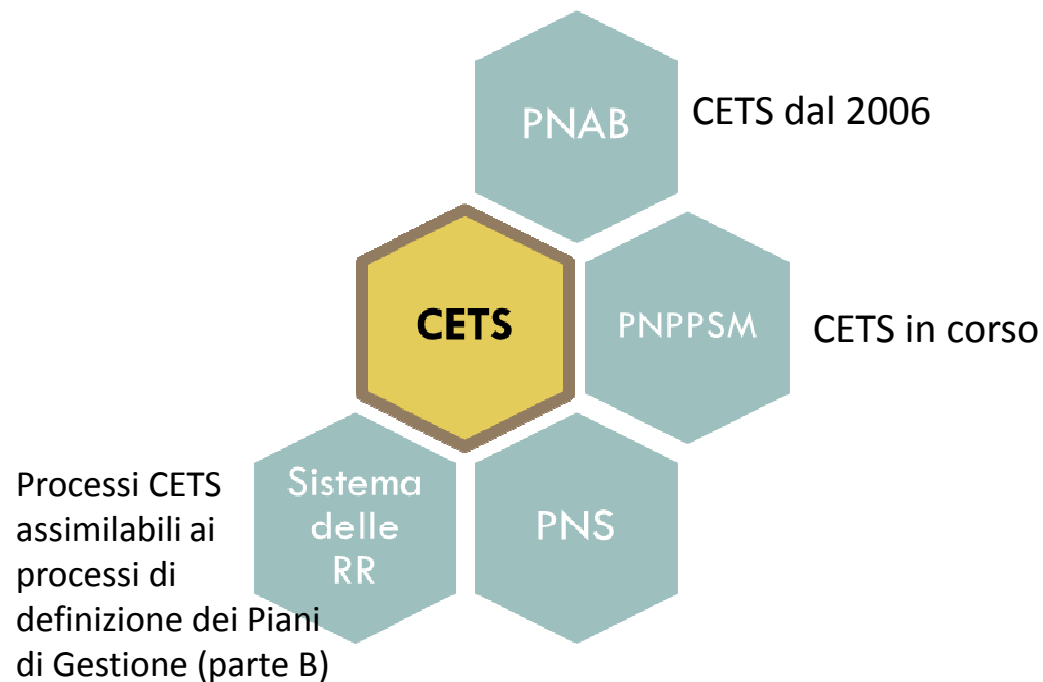 PNAB
CETS dal 2006
CETS
PNPPSM
CETS in corso
Processi CETS
assimilabili ai
processi di
definizione dei Piani
di Gestione (parte B)
Sistema
delle
RR
PNS